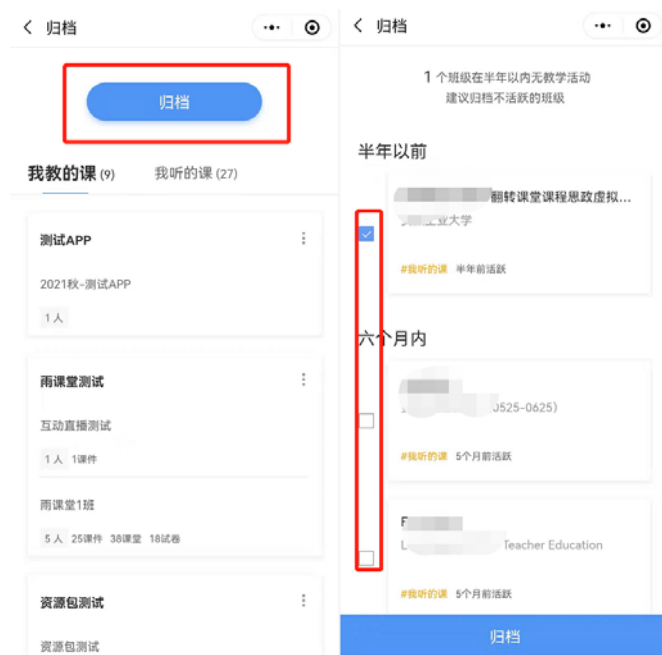 归档
归档
我教的课 (9) 我听的课 (27)
测试APP
2021秋-测试APP
1人
雨课堂测试
互动直播测试
1人 1课件
雨课堂1班
5人 25课件 38课堂 18试卷
资源包测试
资源包测试
归档
1 个班级在半年以内无教学活动
建议归档不活跃的班级
半年以前
翻转课堂课程思政虚拟...
工业大学
#我听的课 半年前活跃
六个月内
0525-0625)
#我听的课 5个月前活跃
Teacher Education
#我听的课 5个月前活跃
归档